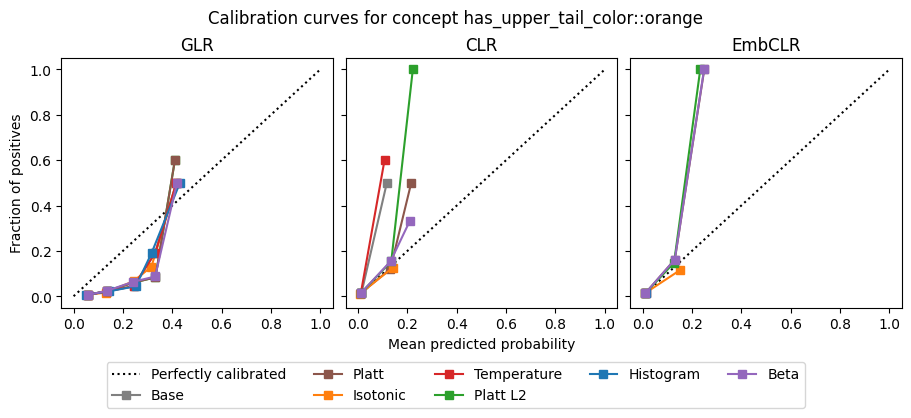 Calibration curves for concept has_upper_tail_color::orange
GLR
CLR
EmbCLR
Fraction of positives
1.0
0.8
0.6
0.4
0.2
0.0
0.0 0.2 0.4 0.6 0.8 1.0
0.0 0.2 0.4 0.6 0.8 1.0
0.0 0.2 0.4 0.6 0.8 1.0
Mean predicted probability
Perfectly calibrated
Base
Platt
Isotonic
Temperature
Platt L2
Histogram
Beta